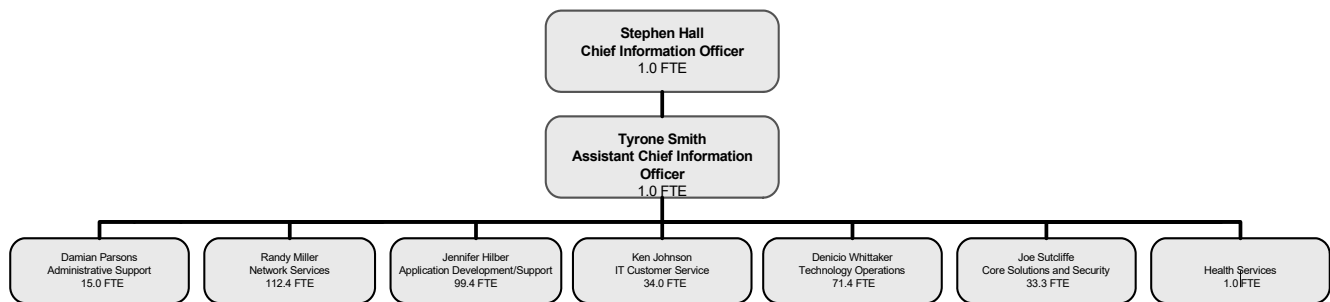 Stephen Hall
Chief Information Officer
1.0 FTE
Tyrone Smith
Assistant Chief Information
Officer
1.0 FTE
Damian Parsons
Administrative Support
15.0 FTE
Randy Miller
Network Services
112.4 FTE
Jennifer Hilber
Application Development/Support
99.4 FTE
Ken Johnson
IT Customer Service
34.0 FTE
Denicio Whittaker
Technology Operations
71.4 FTE
Joe Sutcliffe
Core Solutions and Security
33.3 FTE
Health Services
1.0 FTE